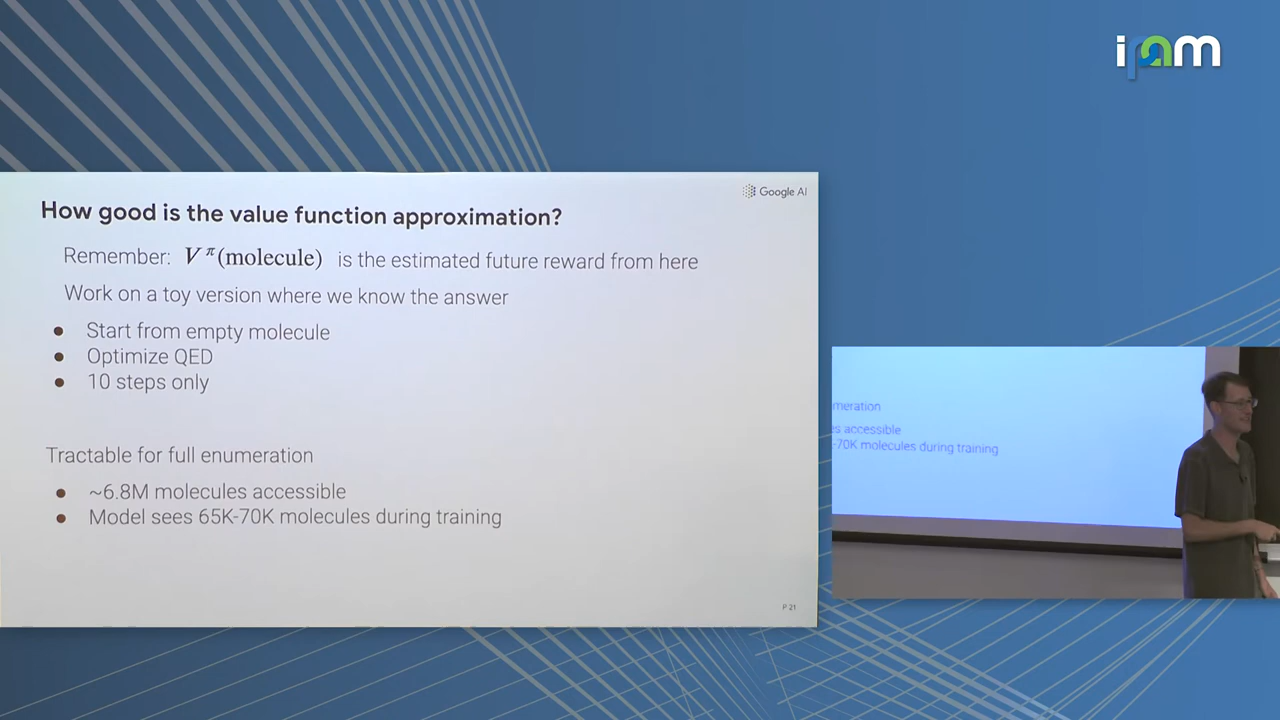 ipam
Google AI
How good is the value function approximation?
Remember: V π(molecule) is the estimated future reward from here
Work on a toy version where we know the answer
● Start from empty molecule
● Optimize QED
● 10 steps only
Tractable for full enumeration
● ~6.8M molecules accessible
● Model sees 65K-70K molecules during training
P 21
meration
es accessible
-70K molecules during training